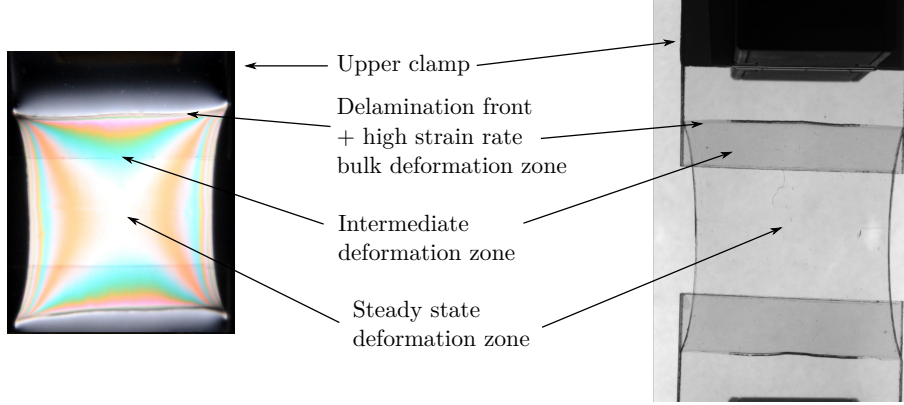 Upper clamp
Delamination front
+ high strain rate
bulk deformation zone
Intermediate
deformation zone
Steady state
deformation zone